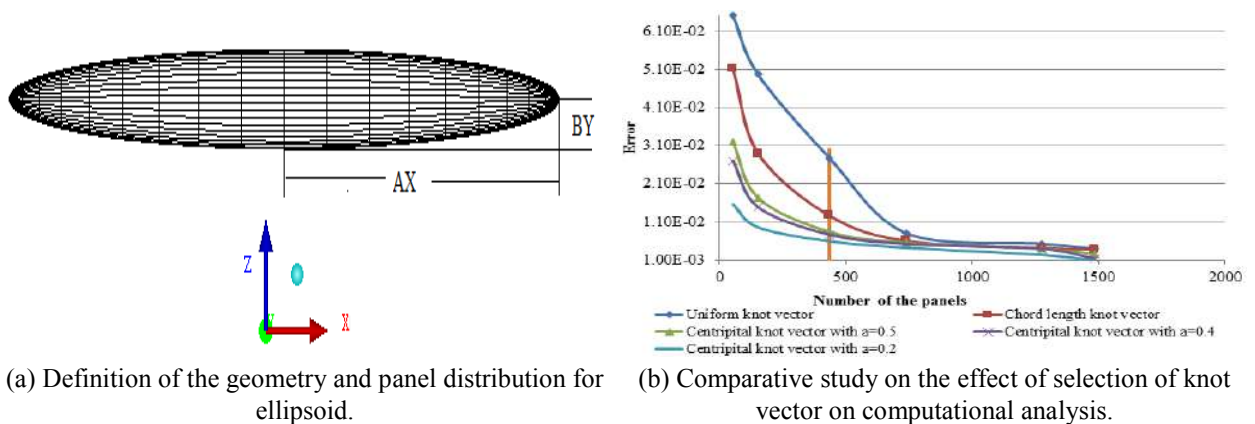 BY
AX
Z
X
Y
6.10E-02
5.10E-02
4.10E-02
3.10E-02
2.10E-02
1.10E-02
1.00E-03
Error
0 500 1000 1500 2000
Number of the panels
Uniform knot vector
Chord length knot vector
Centripital knot vector with a=0.5
Centripital knot vector with a=0.4
Centripital knot vector with a=0.2
(a) Definition of the geometry and panel distribution for
ellipsoid.
(b) Comparative study on the effect of selection of knot
vector on computational analysis.